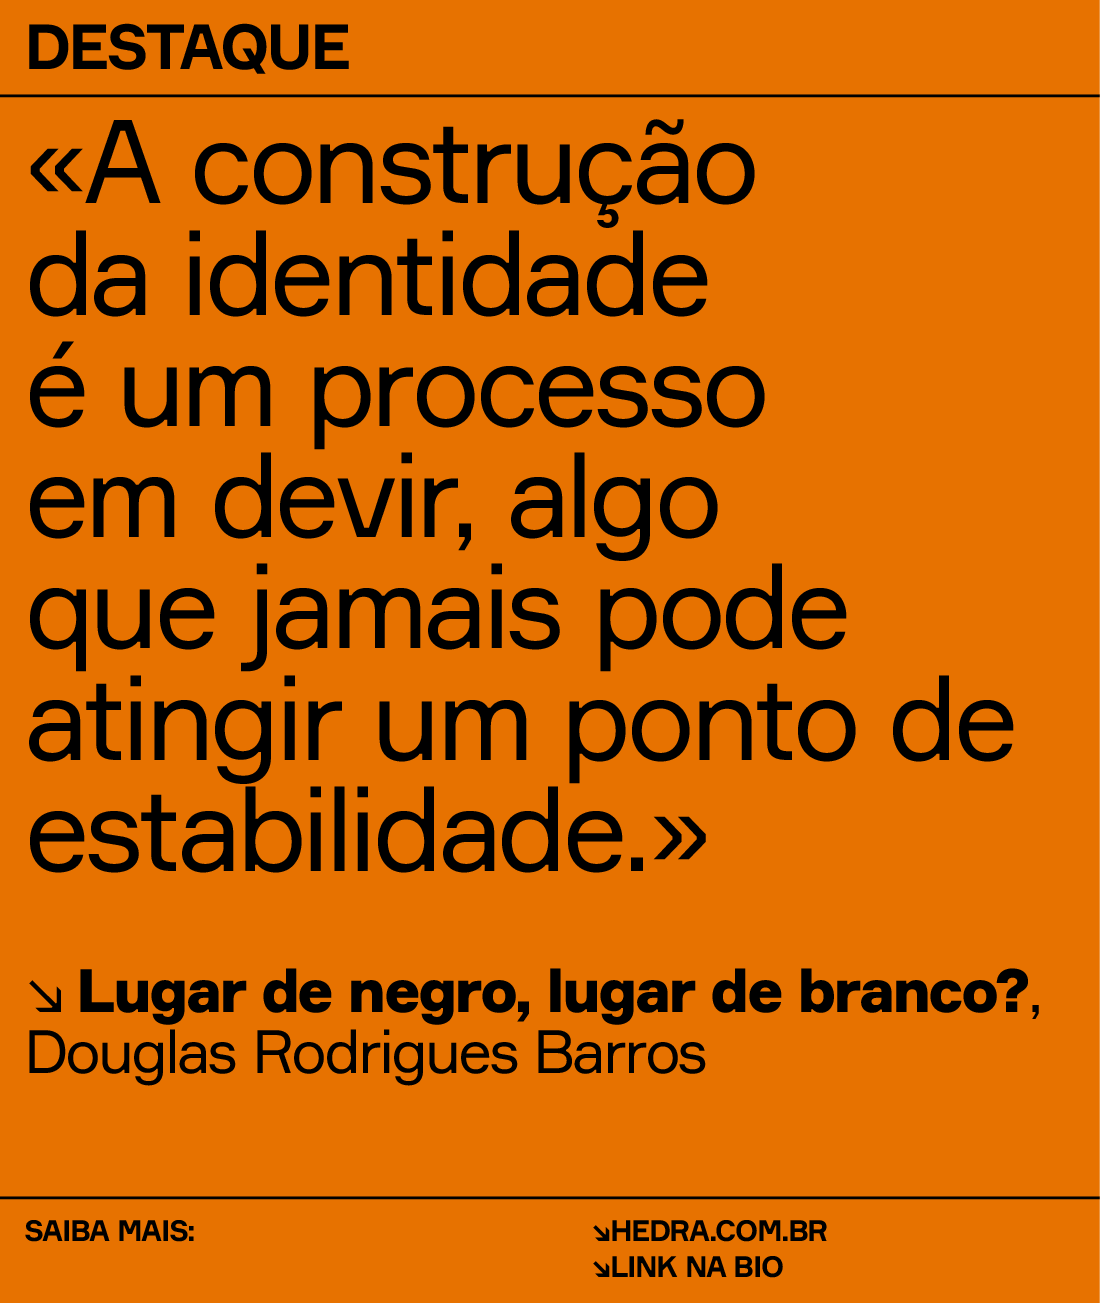 DESTAQUE
«A construção
da identidade
é um processo
em devir, algo
que jamais pode
atingir um ponto de
estabilidade.»
↘ Lugar de negro, lugar de branco?,
Douglas Rodrigues Barros
SAIBA MAIS:
↘HEDRA.COM.BR
↘LINK NA BIO